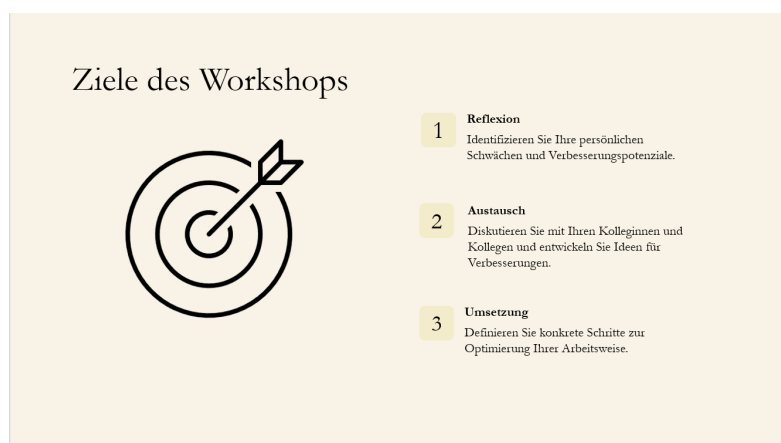 Ziele des Workshops
1
Reflexion
Identifizieren Sie Ihre persönlichen
Schwächen und Verbesserungspotenziale.
2
Austausch
Diskutieren Sie mit Ihren Kolleginnen und
Kollegen und entwickeln Sie Ideen für
Verbesserungen.
3
Umsetzung
Definieren Sie konkrete Schritte zur
Optimierung Ihrer Arbeitsweise.